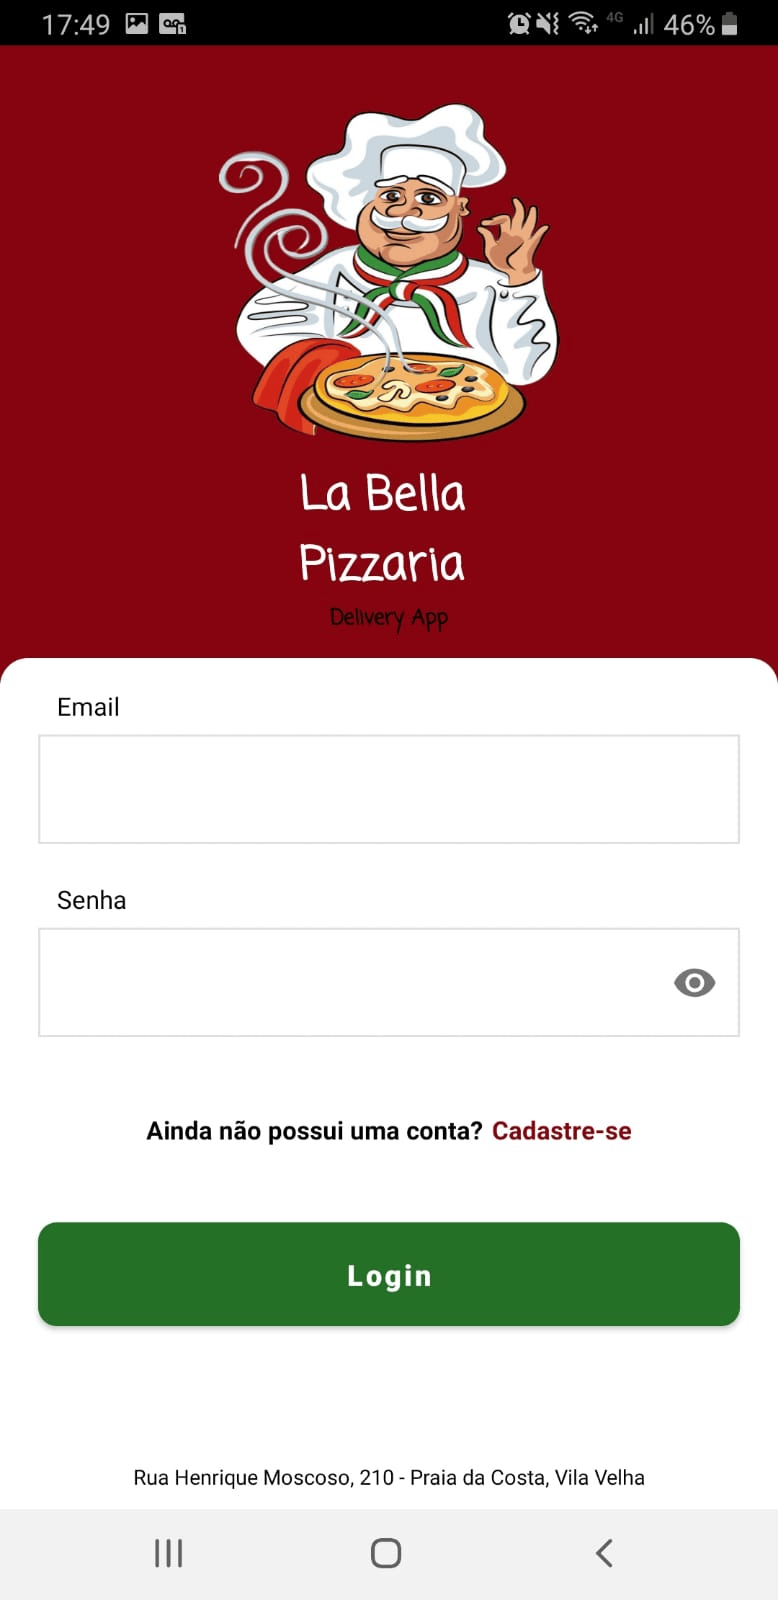 17:49
4G 46%
La Bella
Pizzaria
Delivery App
Email
Senha
Ainda não possui uma conta? Cadastre-se
Login
Rua Henrique Moscoso, 210 - Praia da Costa, Vila Velha